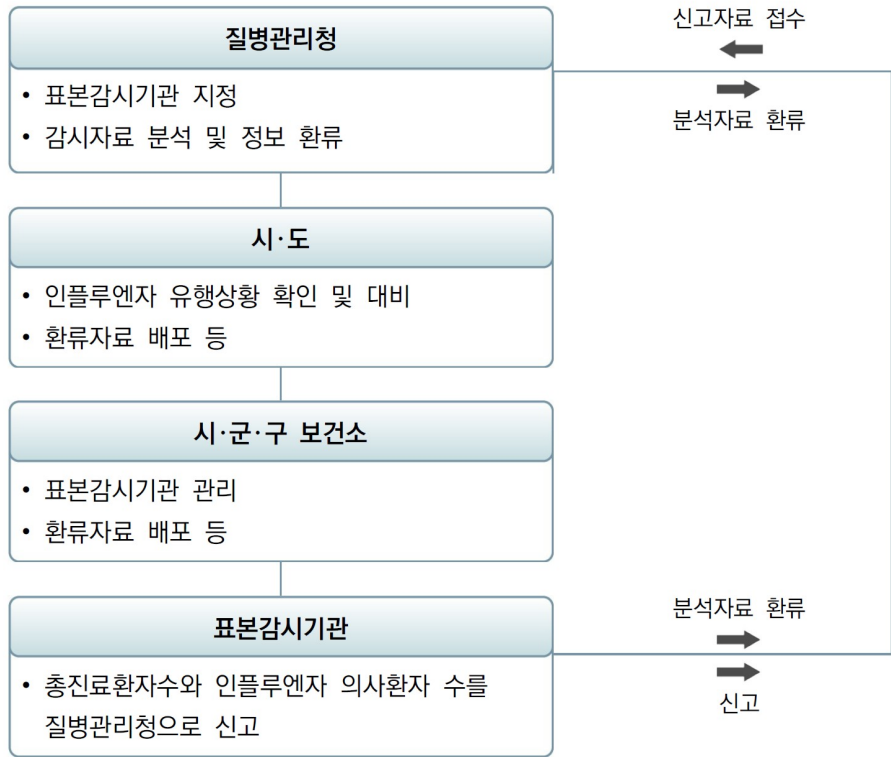 질병관리청
• 표본감시기관 지정
• 감시자료 분석 및 정보 환류
신고자료 접수
분석자료 환류
시·도
• 인플루엔자 유행상황 확인 및 대비
• 환류자료 배포 등
시·군·구 보건소
• 표본감시기관 관리
• 환류자료 배포 등
표본감시기관
• 총진료환자수와 인플루엔자 의사환자 수를
질병관리청으로 신고
분석자료 환류
신고